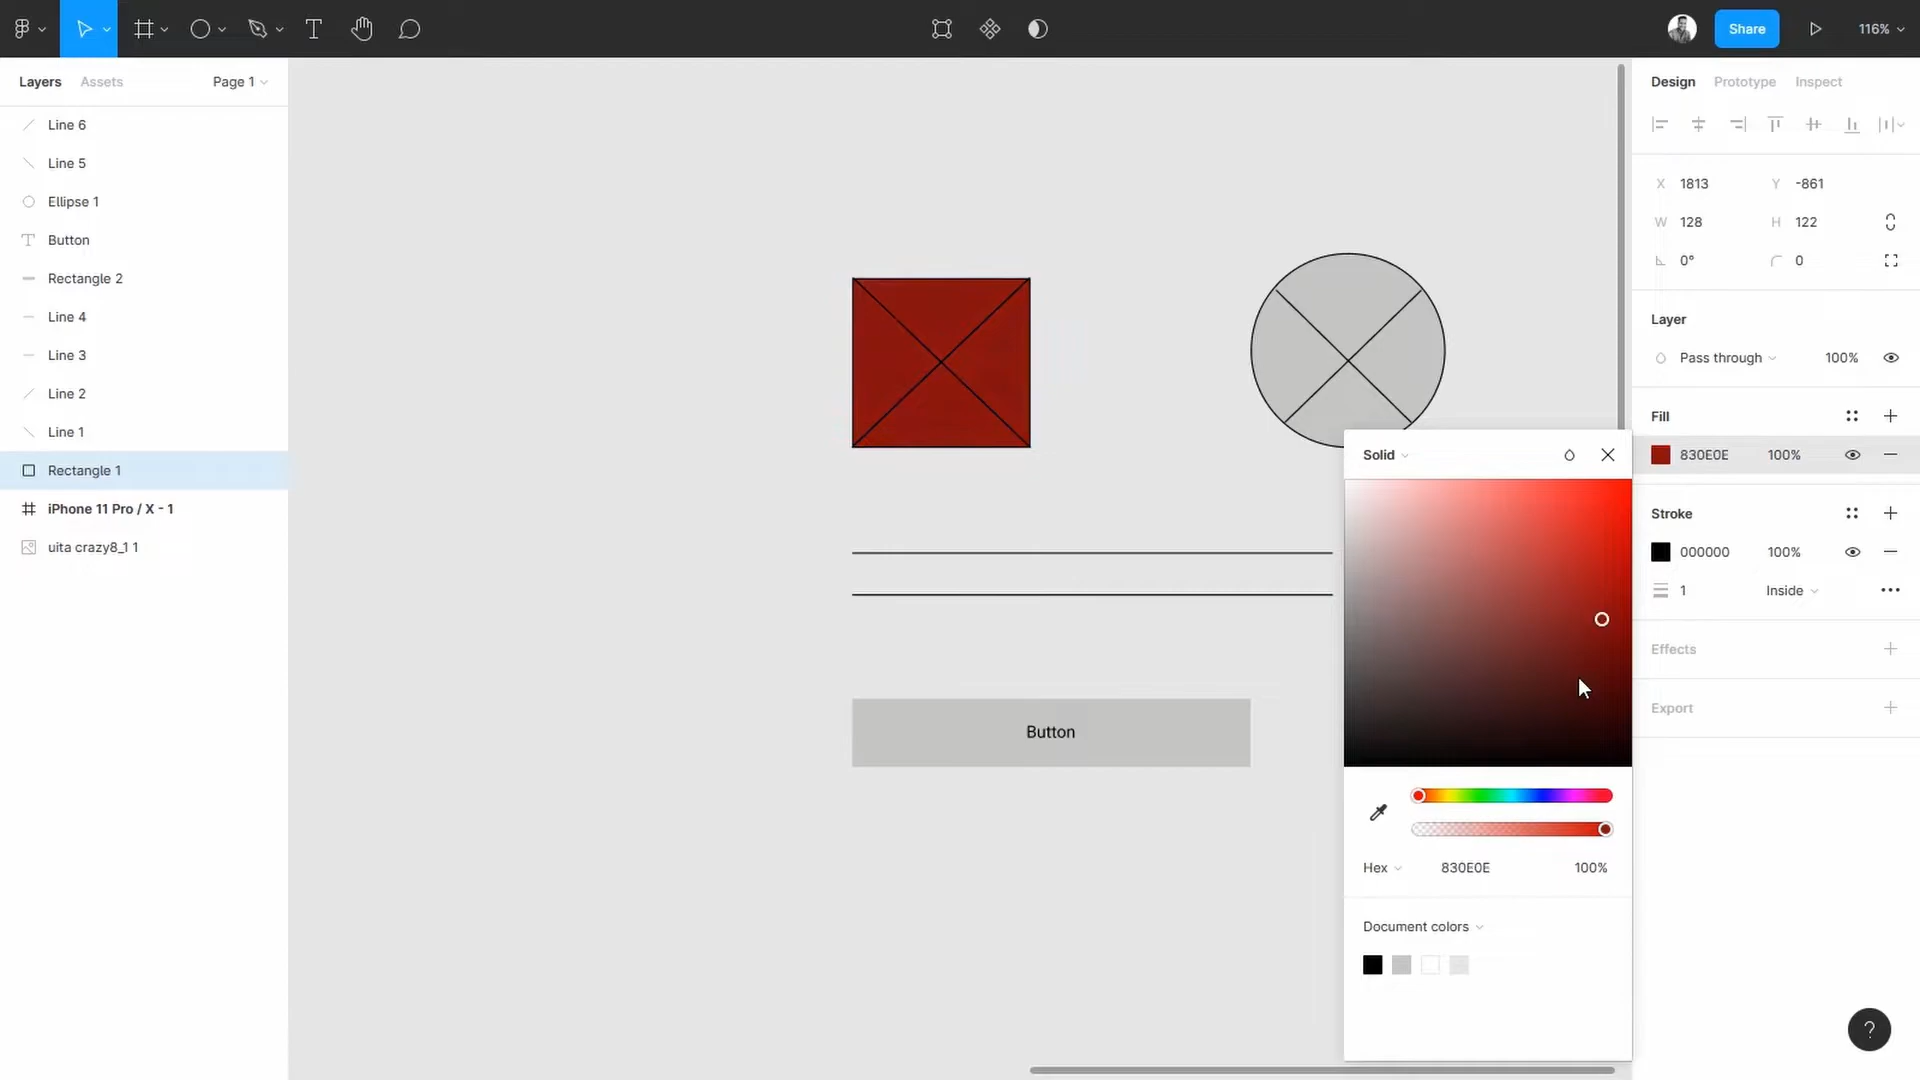 Share
116%
Layers
Assets
Page 1
Line 6
Line 5
Ellipse 1
Button
Rectangle 2
Line 4
Line 3
Line 2
Line 1
Rectangle 1
iPhone 11 Pro / X - 1
uita crazy8_1 1
Button
Design
Prototype
Inspect
X 1813
Y -861
W 128
H 122
0°
0
Layer
Pass through
100%
Fill
830E0E
100%
Stroke
000000
100%
1
Inside
Effects
Export
Solid
Hex
830E0E
100%
Document colors
?